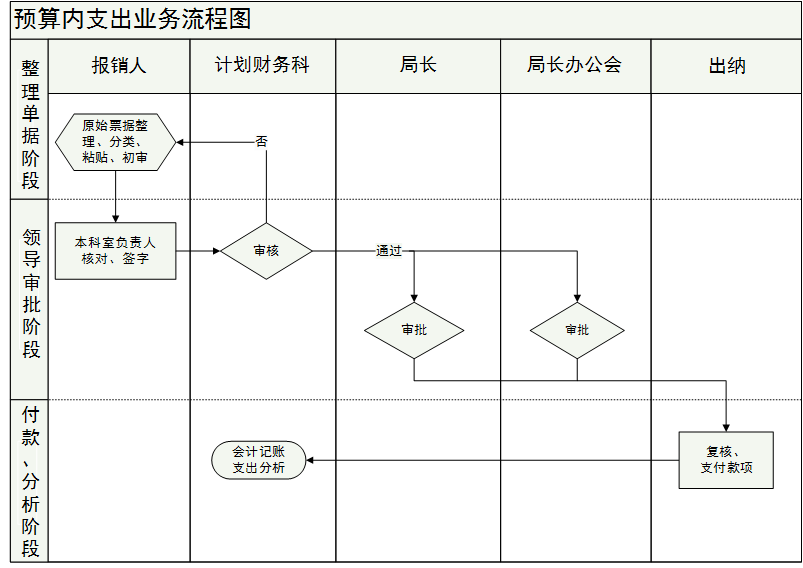 预算内支出业务流程图
报销人
计划财务科
局长
局长办公会
出纳
整理单据阶段
原始票据整
理、分类、
粘贴、初审
否
领导审批阶段
本科室负责人
核对、签字
审核
通过
审批
审批
付款、分析阶段
会计记账
支出分析
复核、
支付款项